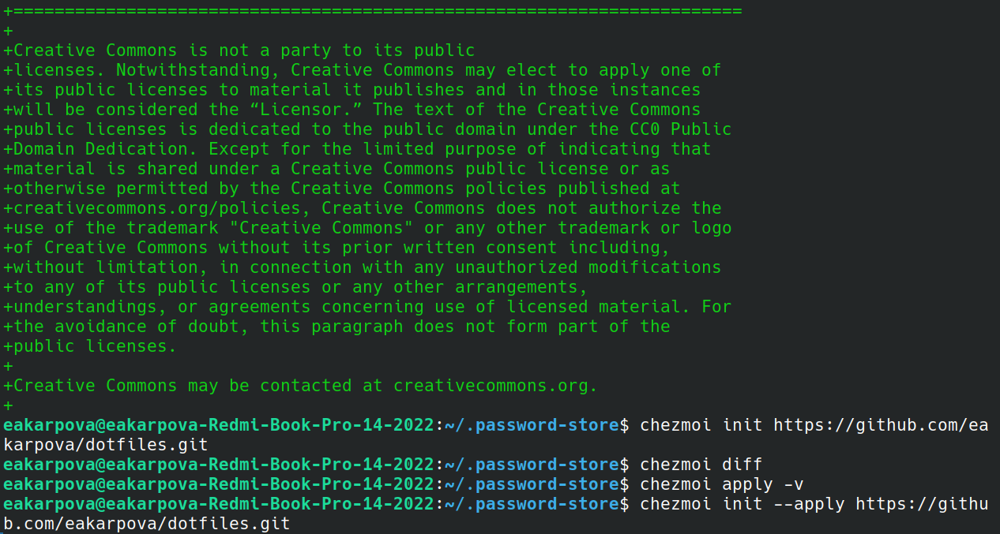 +=======================================================================
+
+Creative Commons is not a party to its public
+licenses. Notwithstanding, Creative Commons may elect to apply one of
+its public licenses to material it publishes and in those instances
+will be considered the “Licensor.” The text of the Creative Commons
+public licenses is dedicated to the public domain under the CC0 Public
+Domain Dedication. Except for the limited purpose of indicating that
+material is shared under a Creative Commons public license or as
+otherwise permitted by the Creative Commons policies published at
+creativecommons.org/policies, Creative Commons does not authorize the
+use of the trademark "Creative Commons" or any other trademark or logo
+of Creative Commons without its prior written consent including,
+without limitation, in connection with any unauthorized modifications
+to any of its public licenses or any other arrangements,
+understandings, or agreements concerning use of licensed material. For
+the avoidance of doubt, this paragraph does not form part of the
+public licenses.
+
+Creative Commons may be contacted at creativecommons.org.
+
eakarpova@eakarpova-Redmi-Book-Pro-14-2022:~/.password-store$ chezmoi init https://github.com/ea
karpova/dotfiles.git
eakarpova@eakarpova-Redmi-Book-Pro-14-2022:~/.password-store$ chezmoi diff
eakarpova@eakarpova-Redmi-Book-Pro-14-2022:~/.password-store$ chezmoi apply -v
eakarpova@eakarpova-Redmi-Book-Pro-14-2022:~/.password-store$ chezmoi init --apply https://githu
b.com/eakarpova/dotfiles.git